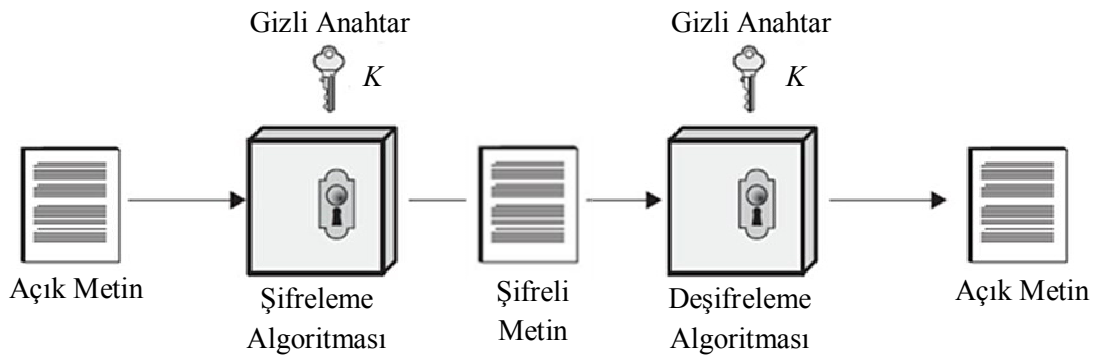 Gizli Anahtar
K
Gizli Anahtar
K
Açık Metin
Şifreleme
Algoritması
Şifreli
Metin
Deşifreleme
Algoritması
Açık Metin